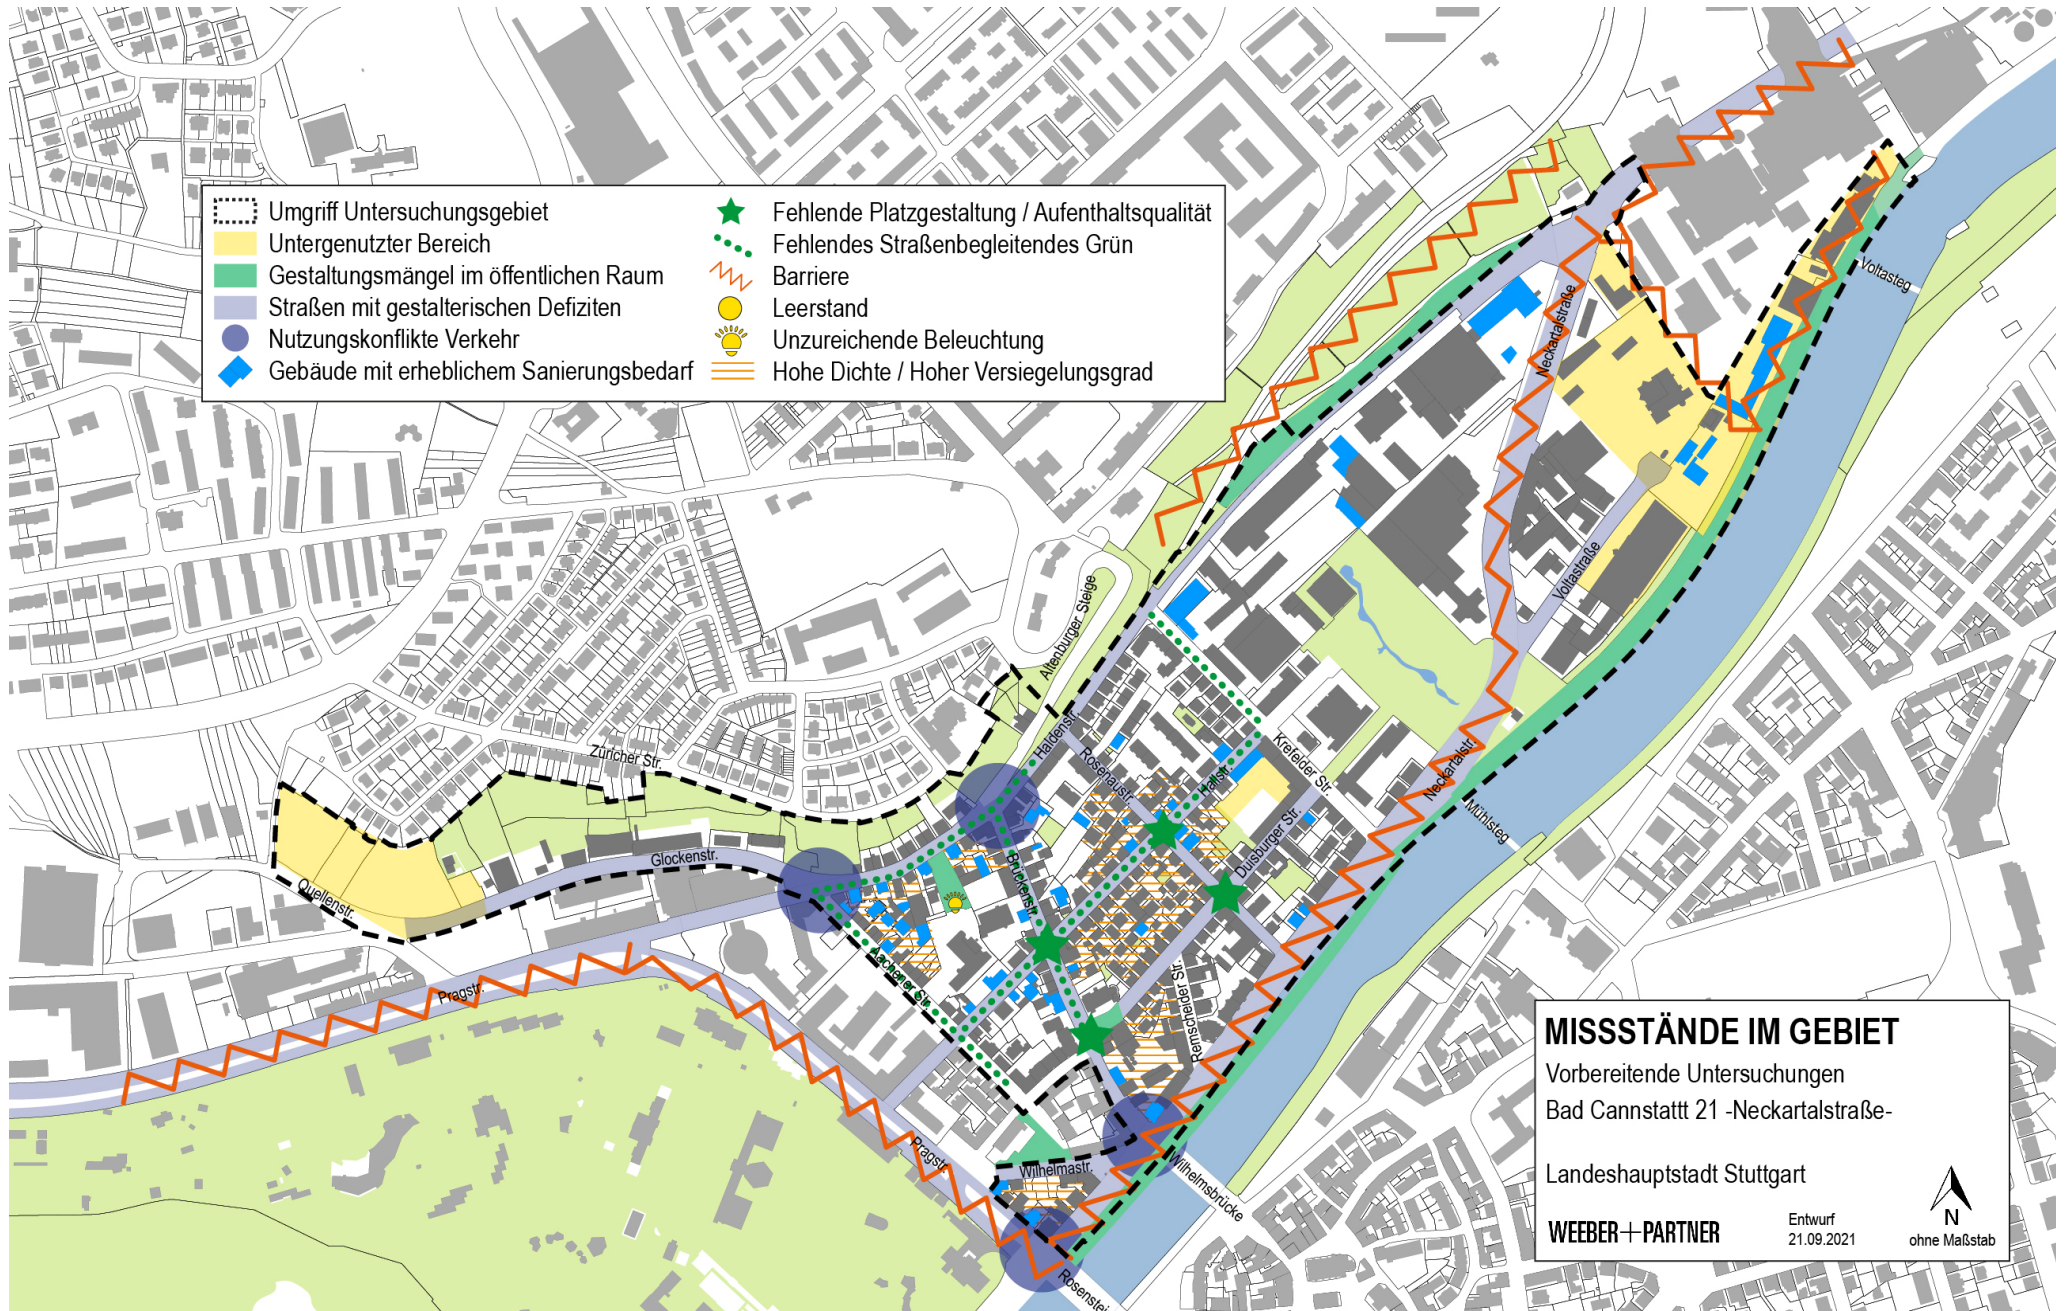 Umgriff Untersuchungsgebiet
Untergenutzter Bereich
Gestaltungsmängel im öffentlichen Raum
Straßen mit gestalterischen Defiziten
Nutzungskonflikte Verkehr
Gebäude mit erheblichem Sanierungsbedarf
Fehlende Platzgestaltung / Aufenthaltsqualität
Fehlendes Straßenbegleitendes Grün
Barriere
Leerstand
Unzureichende Beleuchtung
Hohe Dichte / Hoher Versiegelungsgrad
Voltasteg
Neckartalstraße
Voltastraße
Altenburger Steige
Haldenstr.
Rosenaustr.
Krefelder Str.
Hallstr.
Duisburger Str.
Neckartalstr.
Mühlsteg
Züricher Str.
Glockenstr.
Quellenstr.
Brückenstr.
Aachener Str.
Remscheider Str.
Pragstr.
Pragstr.
Wilhelmastr.
Wilhelmsbrücke
Rosenstei
MISSSTÄNDE IM GEBIET
Vorbereitende Untersuchungen
Bad Cannstattt 21 -Neckartalstraße-
Landeshauptstadt Stuttgart
WEEBER+PARTNER
Entwurf
21.09.2021
N
ohne Maßstab